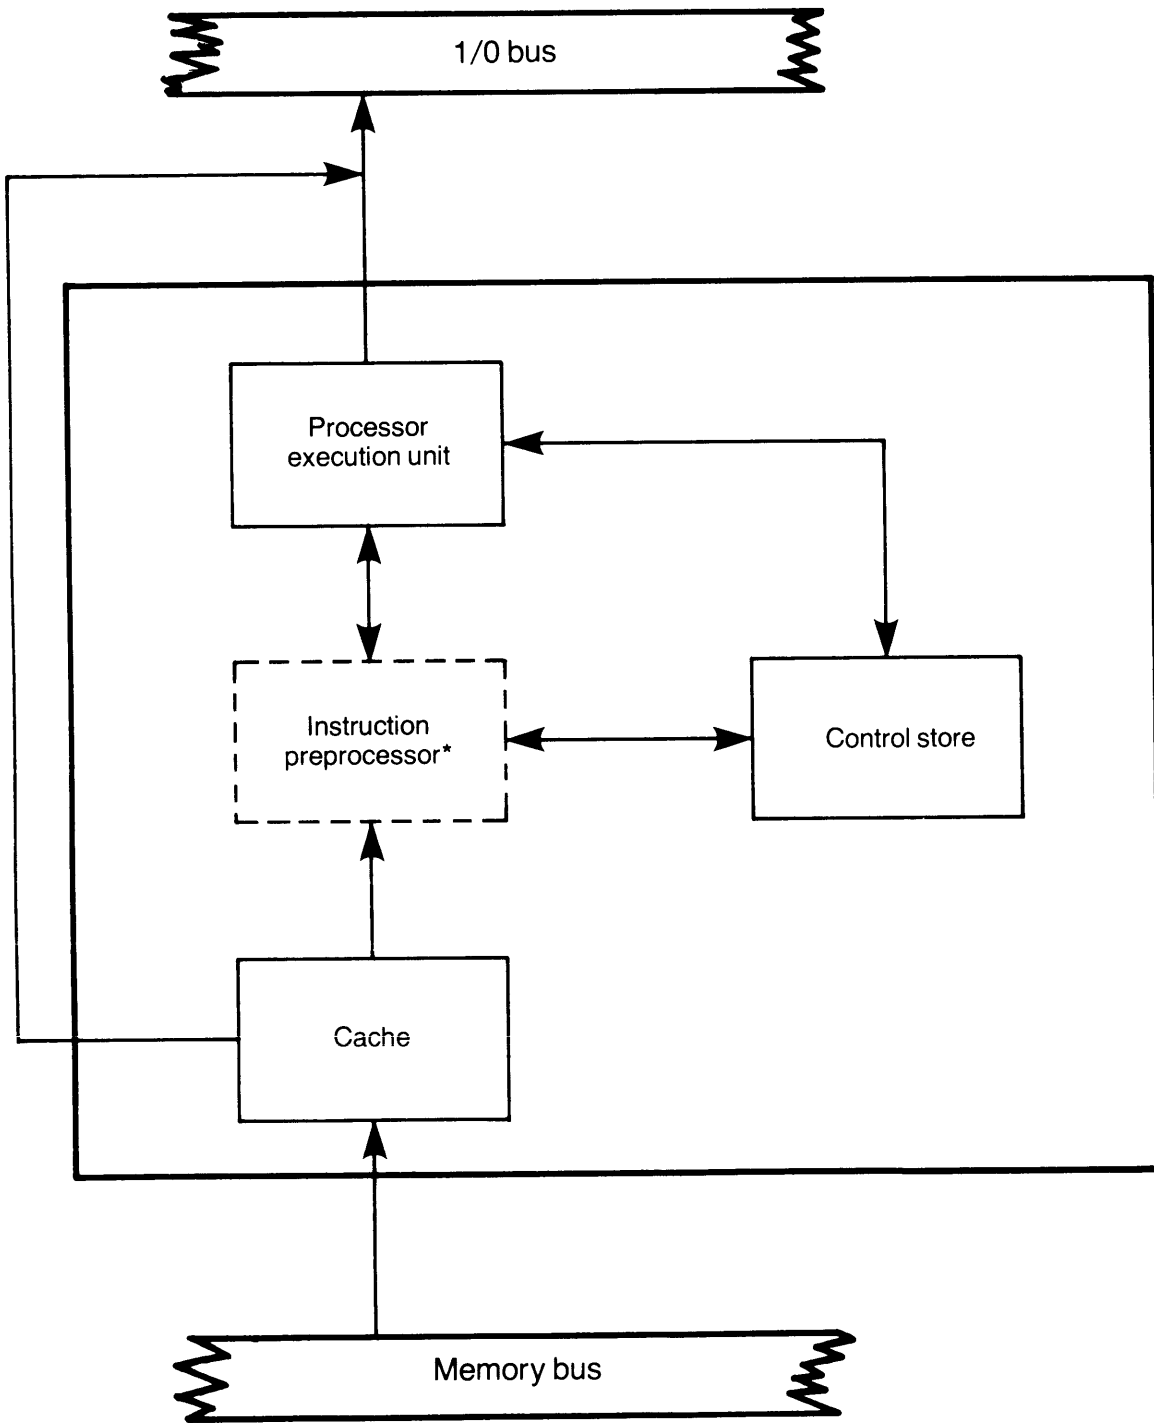 1/0 bus
Processor
execution unit
Instruction
preprocessor*
Control store
Cache
Memory bus